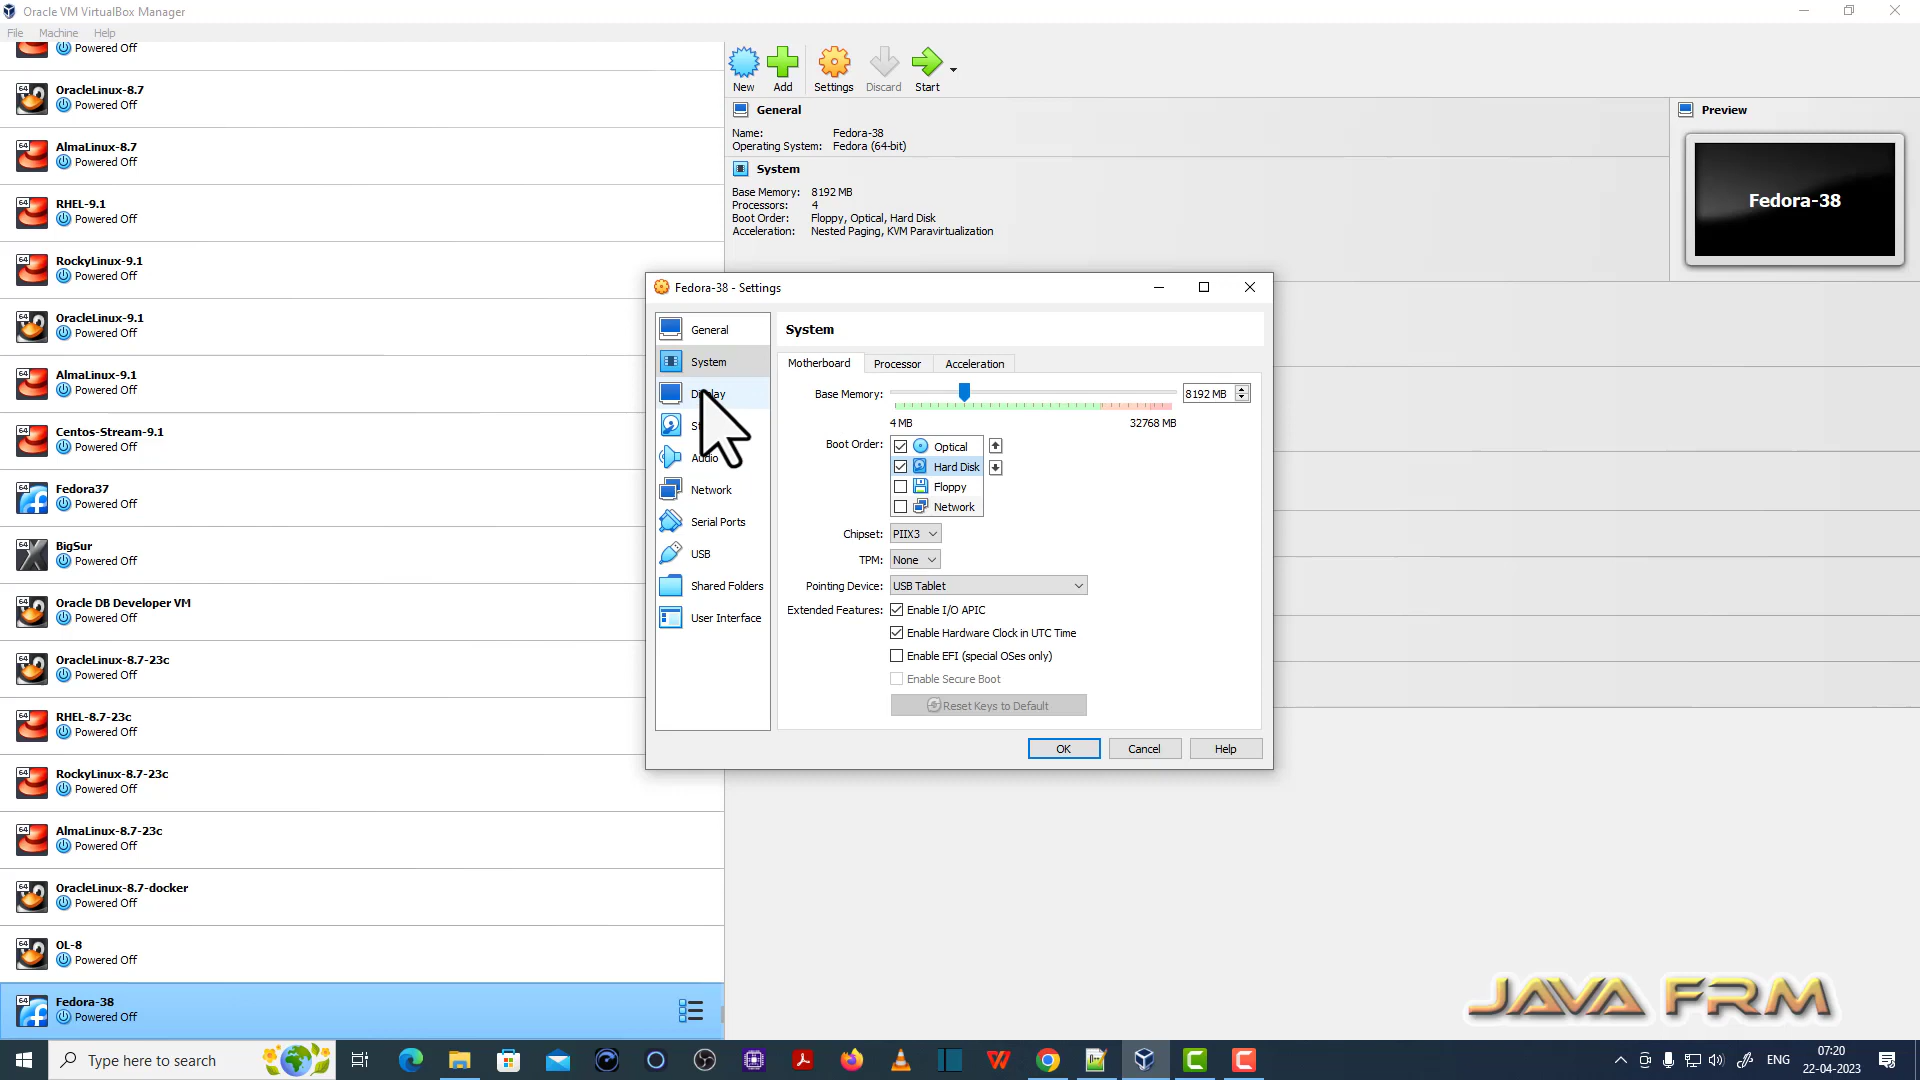 Oracle VM VirtualBox Manager
File Machine Help
Powered Off
OracleLinux-8.7
Powered Off
AlmaLinux-8.7
Powered Off
RHEL-9.1
Powered Off
RockyLinux-9.1
Powered Off
OracleLinux-9.1
Powered Off
AlmaLinux-9.1
Powered Off
Centos-Stream-9.1
Powered Off
Fedora37
Powered Off
BigSur
Powered Off
Oracle DB Developer VM
Powered Off
OracleLinux-8.7-23c
Powered Off
RHEL-8.7-23c
Powered Off
RockyLinux-8.7-23c
Powered Off
AlmaLinux-8.7-23c
Powered Off
OracleLinux-8.7-docker
Powered Off
OL-8
Powered Off
Fedora-38
Powered Off
New Add Settings Discard Start
General
Name: Fedora-38
Operating System: Fedora (64-bit)
System
Base Memory: 8192 MB
Processors: 4
Boot Order: Floppy, Optical, Hard Disk
Acceleration: Nested Paging, KVM Paravirtualization
Preview
Fedora-38
Fedora-38 - Settings
General
System
Display
Audio
Network
Serial Ports
USB
Shared Folders
User Interface
System
Motherboard Processor Acceleration
Base Memory: 8192 MB
4 MB 32768 MB
Boot Order: Optical
Hard Disk
Floppy
Network
Chipset: PIIX3
TPM: None
Pointing Device: USB Tablet
Extended Features: Enable I/O APIC
Enable Hardware Clock in UTC Time
Enable EFI (special OSes only)
Enable Secure Boot
Reset Keys to Default
OK Cancel Help
JAVA FRM
Type here to search
ENG
07:20
22-04-2023